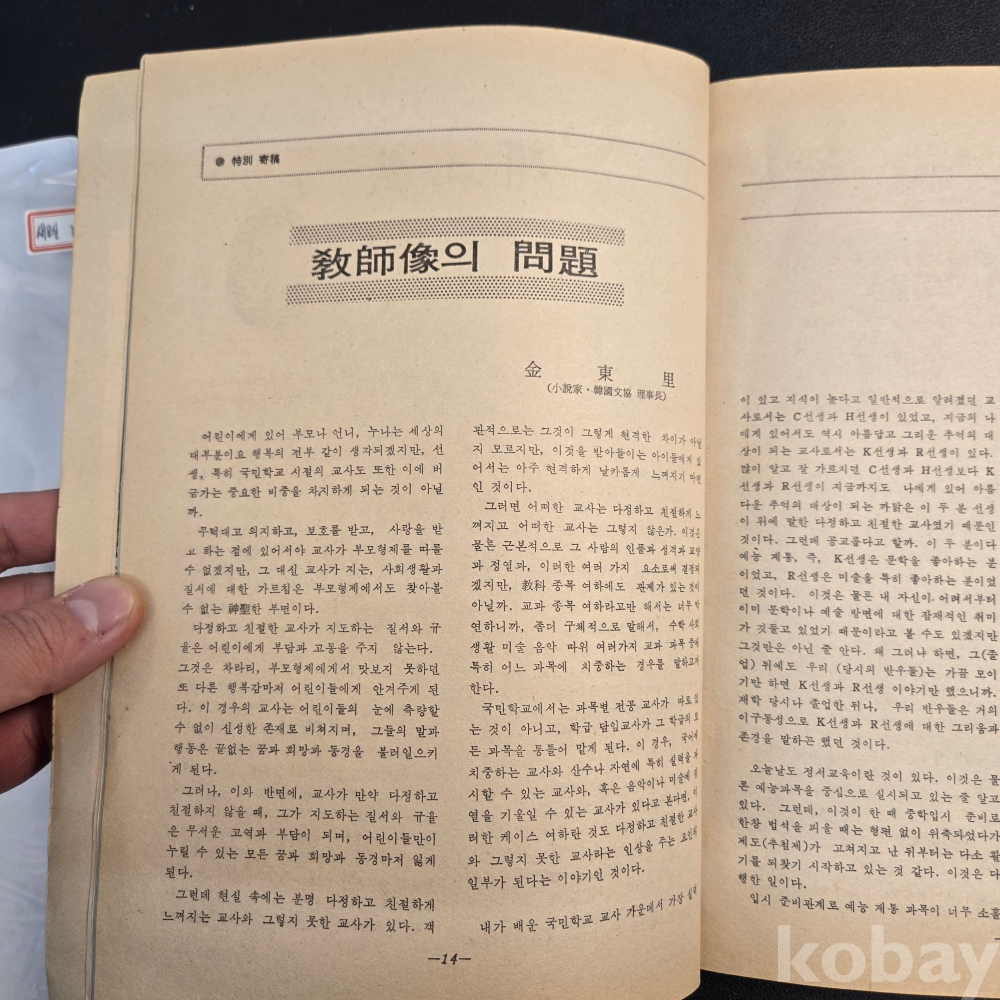 새벗
● 特別 寄稿
敎師像의 問題
金 東 里
(小說家·韓國文協 理事長)
어린이에게 있어 부모나 언니, 누나는 세상의
대부분이요 행복의 전부 같이 생각되겠지만, 선
생, 특히 국민학교 시절의 교사도 또한 이에 버
금가는 중요한 비중을 차지하게 되는 것이 아닐
까.
무턱대고 의지하고, 보호를 받고, 사랑을 받
고 하는 점에 있어서야 교사가 부모형제를 따를
수 없겠지만, 그 대신 교사가 지는, 사회생활과
질서에 대한 가르침은 부모형제에서도 찾아볼
수 없는 神聖한 부면이다.
다정하고 친절한 교사가 지도하는 질서와 규
율은 어린이에게 부담과 고통을 주지 않는다.
그것은 차라리, 부모형제에게서 맛보지 못하던
또 다른 행복감마저 어린이들에게 안겨주게 된
다. 이 경우의 교사는 어린이들의 눈에 측량할
수 없이 신성한 존재로 비쳐지며, 그들의 말과
행동은 끝없는 꿈과 희망과 동경을 불러일으키
게 된다.
그러나, 이와 반면에, 교사가 만약 다정하고
친절하지 않을 때, 그가 지도하는 질서와 규율
은 무서운 고역과 부담이 되며, 어린이들만이
누릴 수 있는 모든 꿈과 희망과 동경마저 잃게
된다.
그런데 현실 속에는 분명 다정하고 친절하게
느껴지는 교사와 그렇지 못한 교사가 있다. 객
관적으로는 그것이 그렇게 현격한 차이가 아닐
지 모르지만, 이것을 받아들이는 아이들에게 있
어서는 아주 현격하게 날카롭게 느껴지기 마련
인 것이다.
그러면 어떠한 교사는 다정하고 친절하게 느
껴지고 어떠한 교사는 그렇지 않은가. 이것은
물론 근본적으로 그 사람의 인품과 성격과 교양
과 정열과, 이러한 여러 가지 요소로써 결정되
겠지만, 敎科 종목 여하에도 관계가 있는 것이
아닐까. 교과 종목 여하라고만 해서는 너무 막
연하니까, 좀더 구체적으로 말해서, 수학 사회
생활 미술 음악 따위 여러가지 교과 과목 중에
특히 어느 과목에 치중하는 경우를 말하고자
한다.
국민학교에서는 과목별 전공 교사가 따로 있
는 것이 아니고, 학급 담임교사가 그 학급의 모
든 과목을 통틀어 맡게 된다. 이 경우, 국어에
치중하는 교사와 산수나 자연에 특히 실력을 과
시할 수 있는 교사와, 혹은 음악이나 미술에 정
열을 기울일 수 있는 교사가 있다고 본다면, 이
러한 케이스 여하란 것도 다정하고 친절한 교사
와 그렇지 못한 교사라는 인상을 주는 요인의
일부가 된다는 이야기인 것이다.
내가 배운 국민학교 교사 가운데서 가장 실력
—14—
이 있고 지식이 높다고 일반적으로 알려졌던 교
사로서는 C선생과 H선생이 있었고, 지금의 나
에게 있어서도 역시 아름답고 그리운 추억의 대
상이 되는 교사로서는 K선생과 R선생이 있다.
많이 알고 잘 가르치던 C선생과 H선생보다 K
선생과 R선생이 지금까지도 나에게 있어 아름
다운 추억의 대상이 되는 까닭은 이 두 분 선생
이 위에 말한 다정하고 친절한 교사였기 때문인
것이다. 그런데 공교롭다고 할까. 이 두 분이 다
예능 계통, 즉, K선생은 문학을 좋아하는 분
이었고, R선생은 미술을 특히 좋아하는 분이었
던 것이다. 이것은 물론 내 자신이 어려서부터
이미 문학이나 예술 방면에 대한 잠재적인 취미
가 것들고 있었기 때문이라고 볼 수도 있겠지만
그것만은 아닌 줄 안다. 왜 그러냐 하면, 그(졸
업) 뒤에도 우리 (당시의 반우들)는 가끔 모이
기만 하면 K선생과 R선생 이야기만 했으니까.
재학 당시나 졸업한 뒤나, 우리 반우들은 거의
이구동성으로 K선생과 R선생에 대한 그리움과
존경을 말하곤 했던 것이다.
오늘날도 정서교육이란 것이 있다. 이것은 물
론 예능과목을 중심으로 실시되고 있는 줄 알고
있다. 그런데, 이것이 한 때 중학입시 준비로
한창 법석을 피울 때는 형편 없이 위축되었다가
제도(추첨제)가 고쳐지고 난 뒤부터는 다소 활
기를 되찾기 시작하고 있는 것 같다. 이것은 다
행한 일이다.
입시 준비관계로 예능 계통 과목이 너무 소홀
kobay